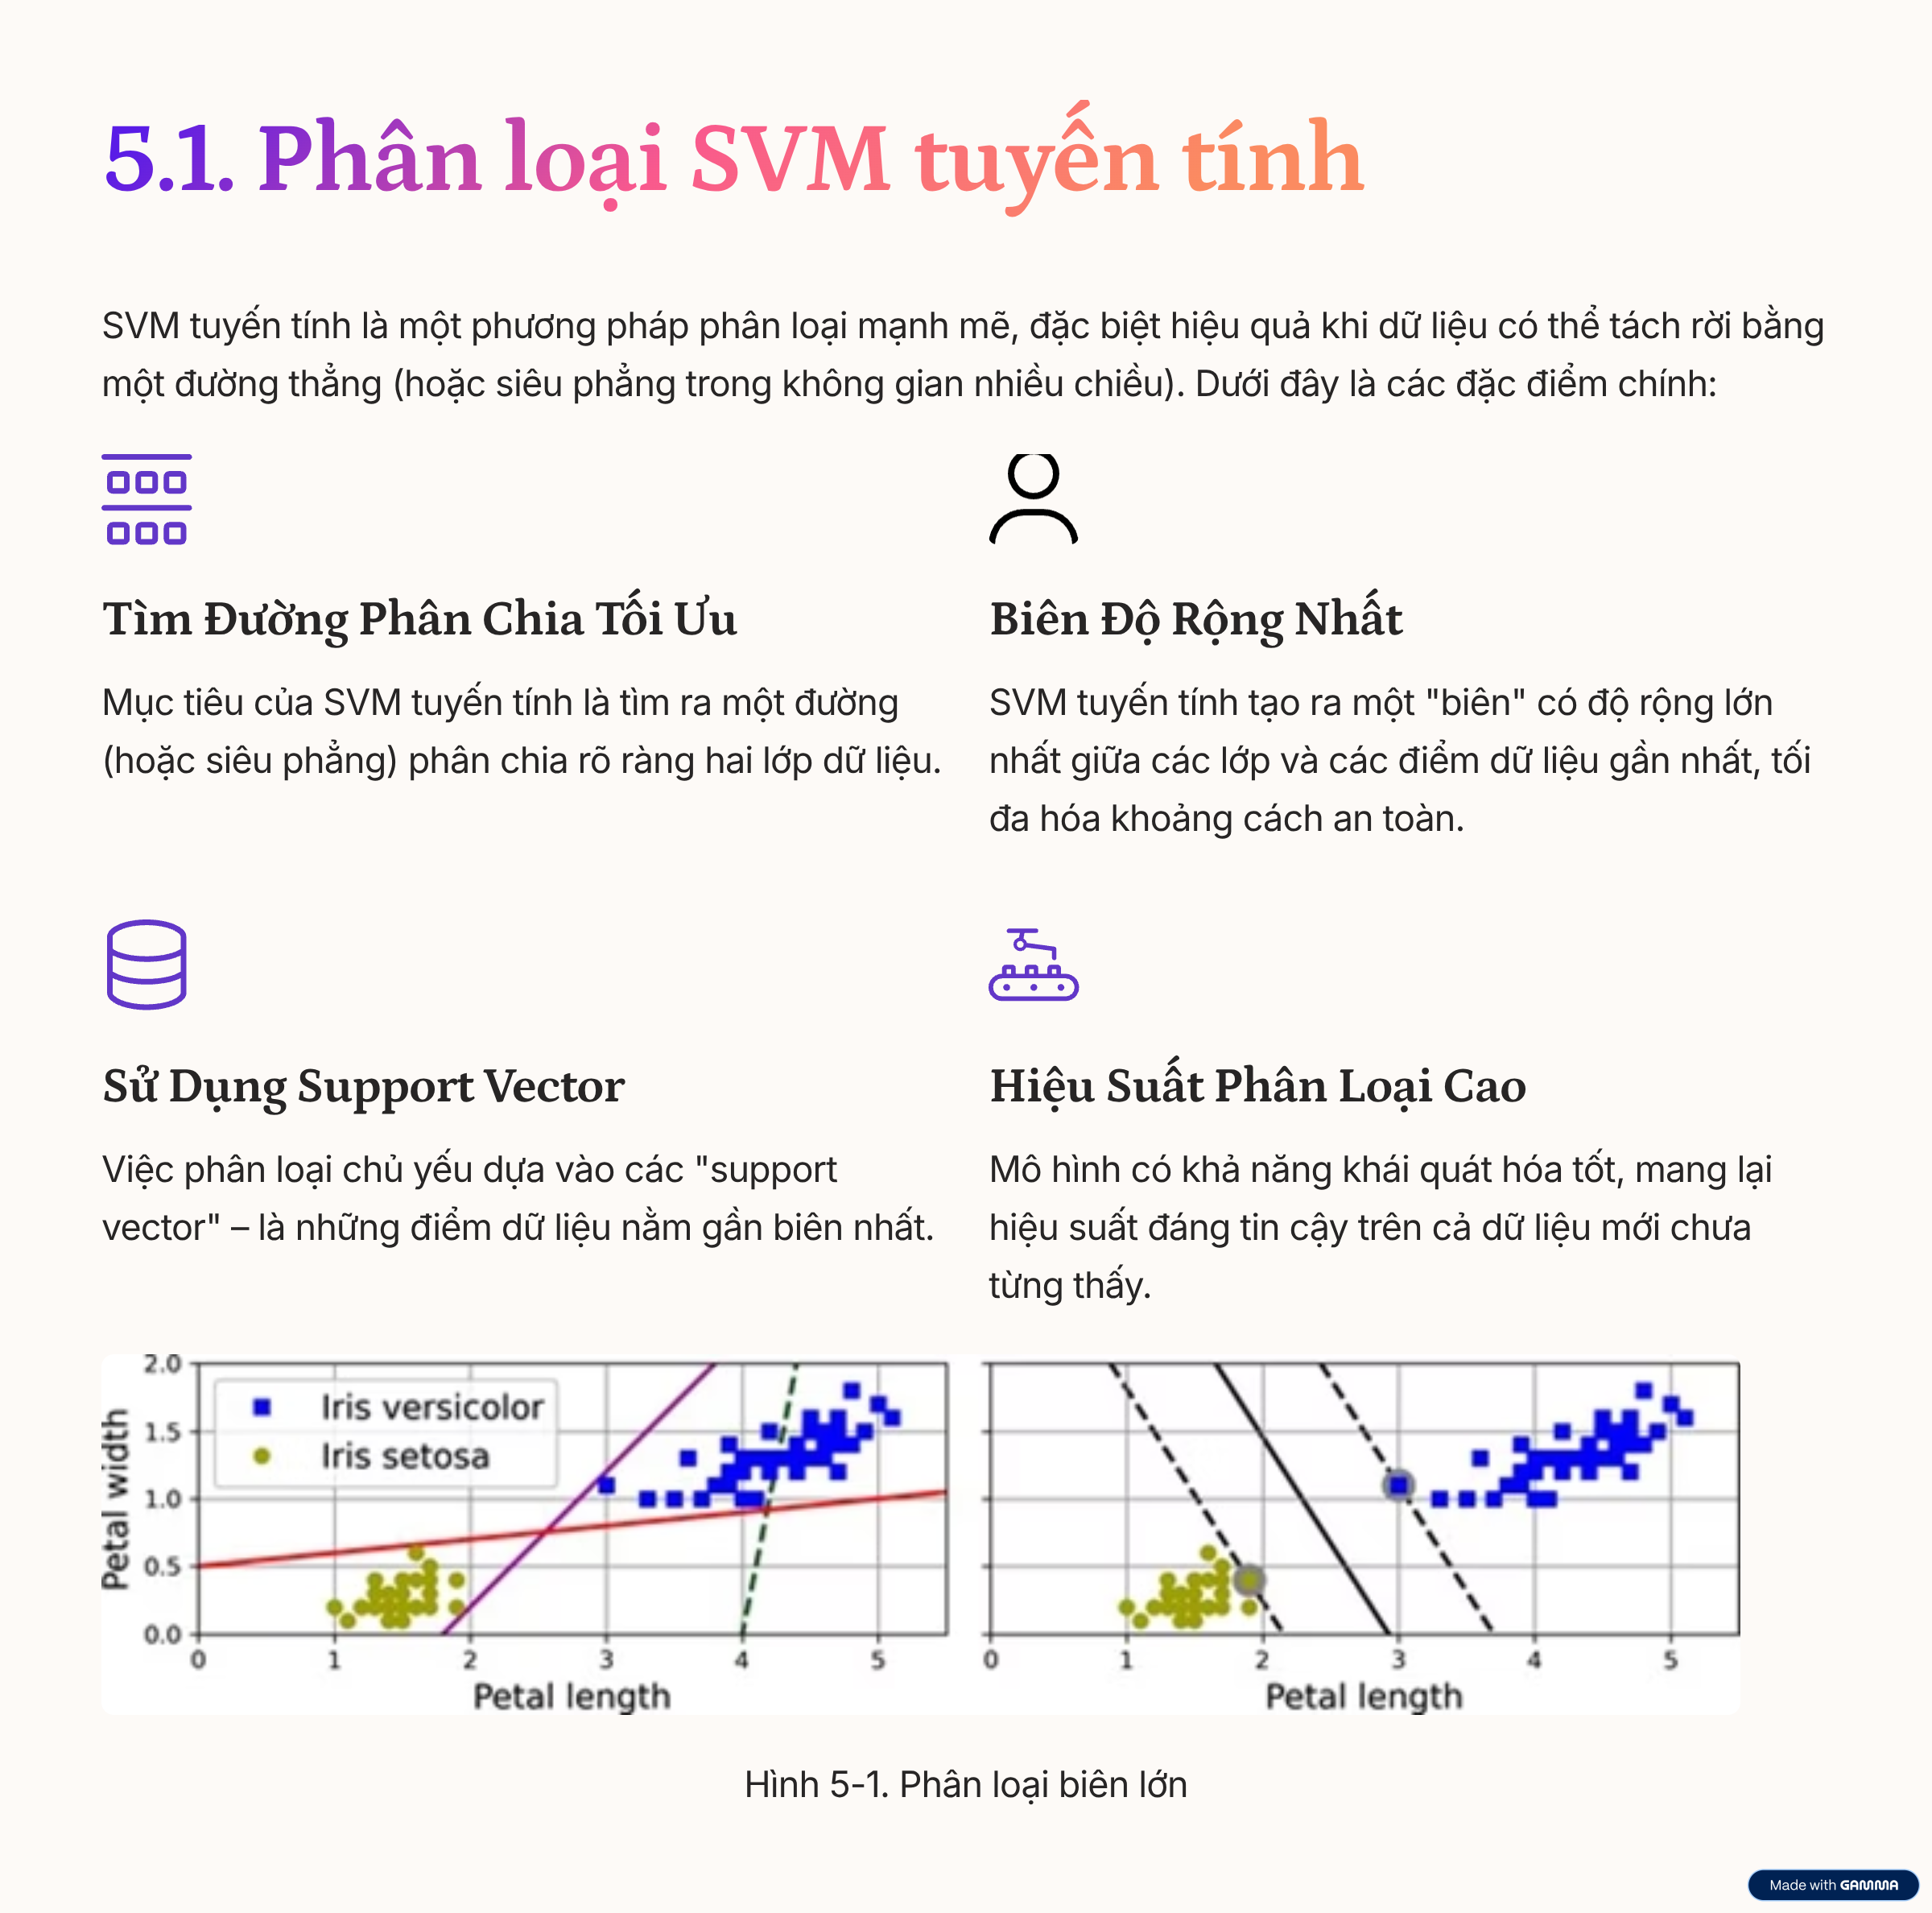 5.1. Phân loại SVM tuyến tính
SVM tuyến tính là một phương pháp phân loại mạnh mẽ, đặc biệt hiệu quả khi dữ liệu có thể tách rời bằng
một đường thẳng (hoặc siêu phẳng trong không gian nhiều chiều). Dưới đây là các đặc điểm chính:
Tìm Đường Phân Chia Tối Ưu
Mục tiêu của SVM tuyến tính là tìm ra một đường
(hoặc siêu phẳng) phân chia rõ ràng hai lớp dữ liệu.
Biên Độ Rộng Nhất
SVM tuyến tính tạo ra một "biên" có độ rộng lớn
nhất giữa các lớp và các điểm dữ liệu gần nhất, tối
đa hóa khoảng cách an toàn.
Sử Dụng Support Vector
Việc phân loại chủ yếu dựa vào các "support
vector" – là những điểm dữ liệu nằm gần biên nhất.
Hiệu Suất Phân Loại Cao
Mô hình có khả năng khái quát hóa tốt, mang lại
hiệu suất đáng tin cậy trên cả dữ liệu mới chưa
từng thấy.
Petal width
2.0
1.5
1.0
0.5
0.0
Iris versicolor
Iris setosa
0 1 2 3 4 5
Petal length
0 1 2 3 4 5
Petal length
Hình 5-1. Phân loại biên lớn
Made with GAMMA